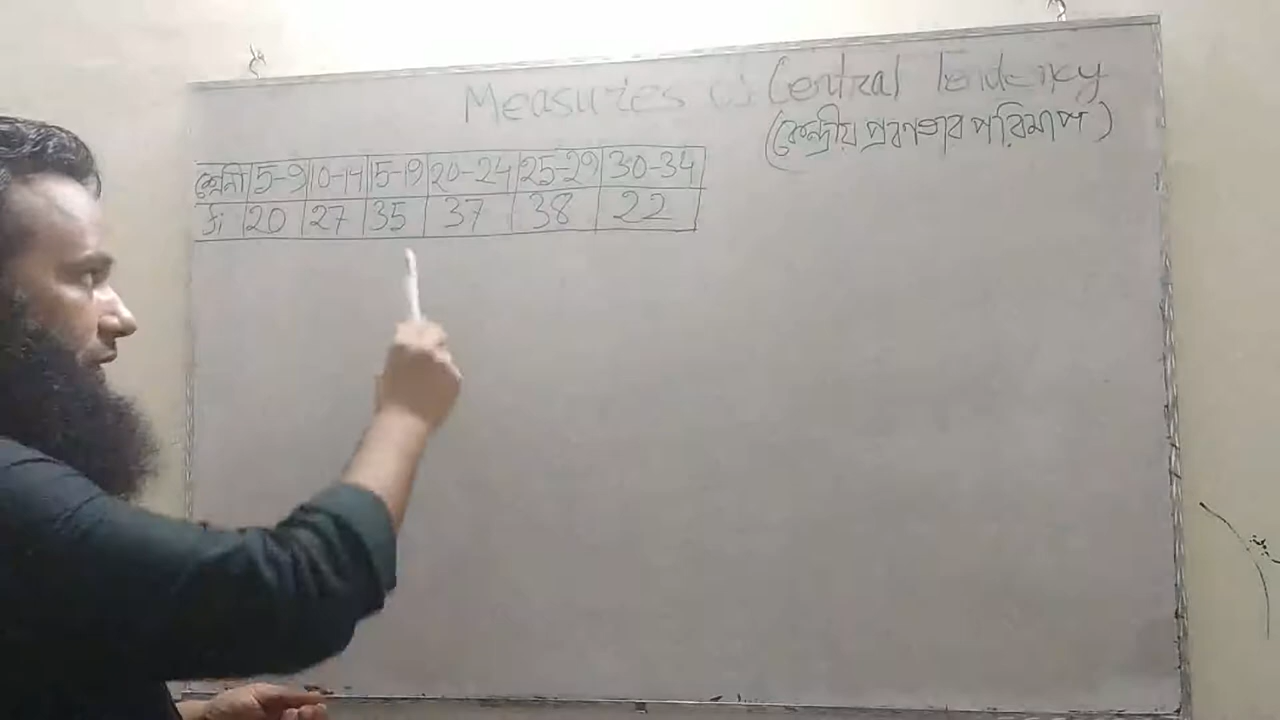 Measures of Central Tendency
(কেন্দ্রীয় প্রবণতার পরিমাপ)
শ্রেণী 5-9 10-14 15-19 20-24 25-29 30-34
fi 20 27 35 37 38 22